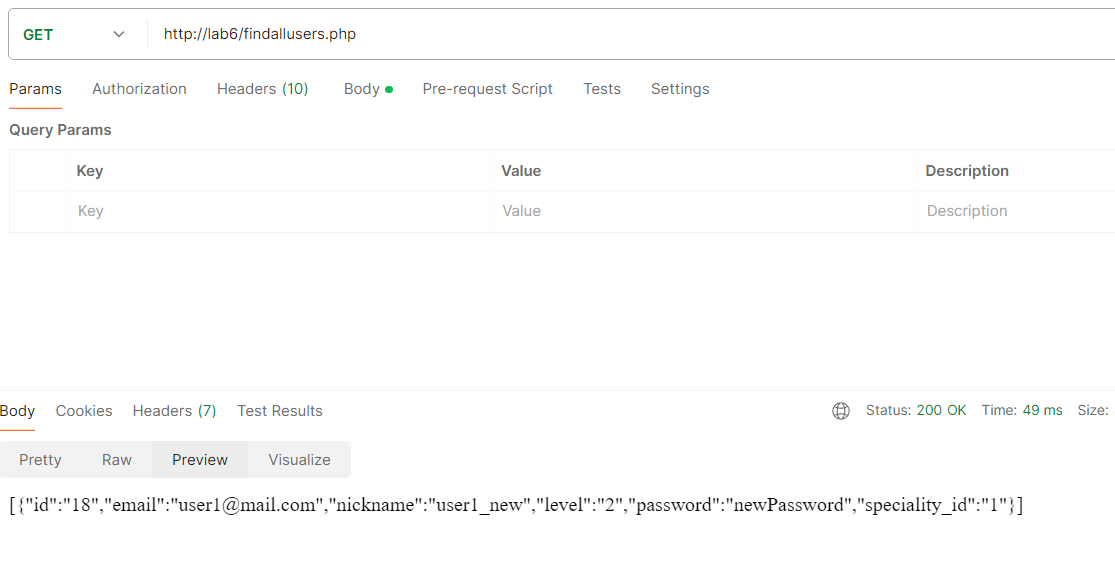 GET http://lab6/findallusers.php
Params Authorization Headers (10) Body Pre-request Script Tests Settings
Query Params
Key Value Description
Key Value Description
Body Cookies Headers (7) Test Results Status: 200 OK Time: 49 ms Size:
Pretty Raw Preview Visualize
[{"id":"18","email":"user1@mail.com","nickname":"user1_new","level":"2","password":"newPassword","speciality_id":"1"}]